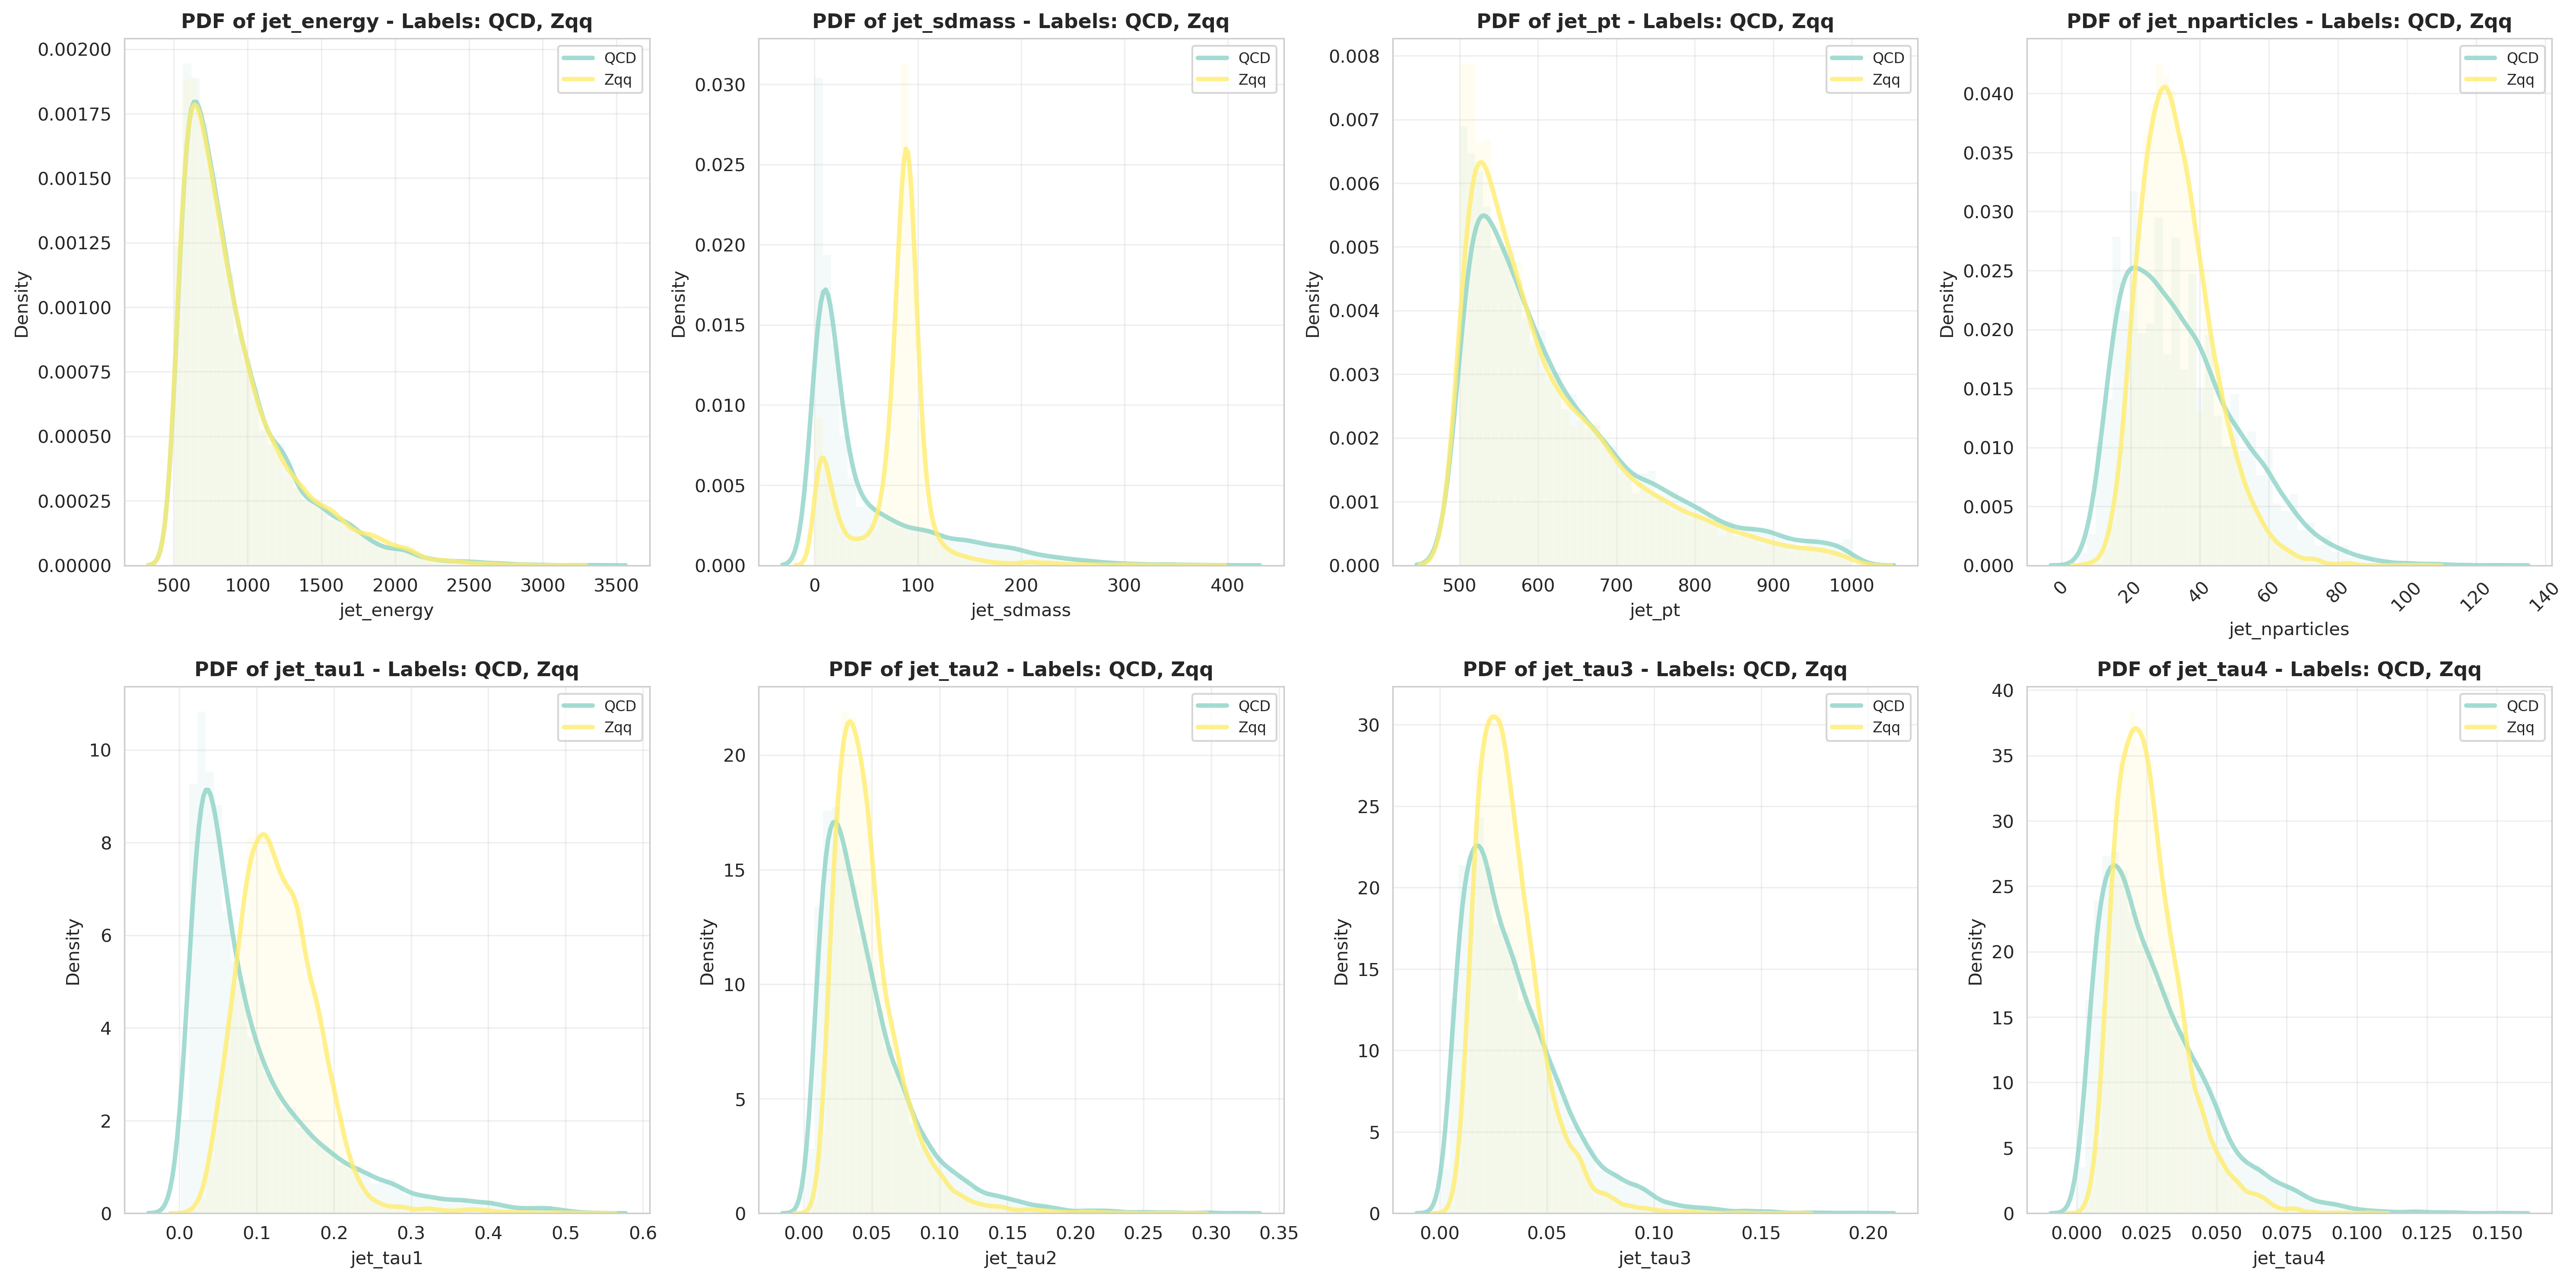 PDF of jet_energy - Labels: QCD, Zqq
QCD
Zqq
0.00200
0.00175
0.00150
0.00125
0.00100
0.00075
0.00050
0.00025
0.00000
Density
500 1000 1500 2000 2500 3000 3500
jet_energy
PDF of jet_sdmass - Labels: QCD, Zqq
QCD
Zqq
0.030
0.025
0.020
0.015
0.010
0.005
0.000
Density
0 100 200 300 400
jet_sdmass
PDF of jet_pt - Labels: QCD, Zqq
QCD
Zqq
0.008
0.007
0.006
0.005
0.004
0.003
0.002
0.001
0.000
Density
500 600 700 800 900 1000
jet_pt
PDF of jet_nparticles - Labels: QCD, Zqq
QCD
Zqq
0.040
0.035
0.030
0.025
0.020
0.015
0.010
0.005
0.000
Density
0 20 40 60 80 100 120 140
jet_nparticles
PDF of jet_tau1 - Labels: QCD, Zqq
QCD
Zqq
10
8
6
4
2
0
Density
0.0 0.1 0.2 0.3 0.4 0.5 0.6
jet_tau1
PDF of jet_tau2 - Labels: QCD, Zqq
QCD
Zqq
20
15
10
5
0
Density
0.00 0.05 0.10 0.15 0.20 0.25 0.30 0.35
jet_tau2
PDF of jet_tau3 - Labels: QCD, Zqq
QCD
Zqq
30
25
20
15
10
5
0
Density
0.00 0.05 0.10 0.15 0.20
jet_tau3
PDF of jet_tau4 - Labels: QCD, Zqq
QCD
Zqq
40
35
30
25
20
15
10
5
0
Density
0.000 0.025 0.050 0.075 0.100 0.125 0.150
jet_tau4